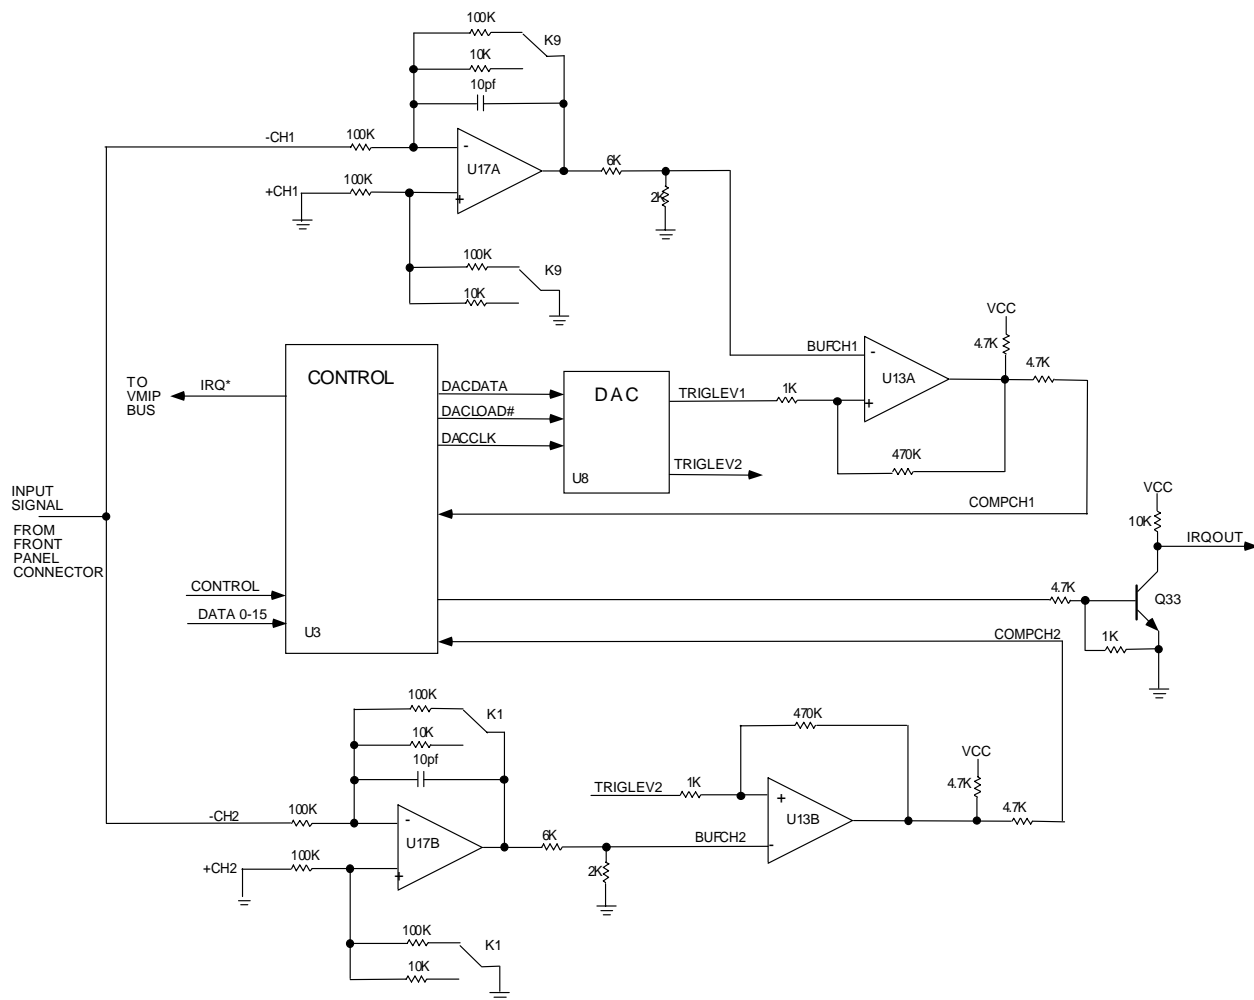 100K
K9
10K
10pf
-CH1
100K
U17A
-
+
+CH1
100K
6K
2K
100K
K9
10K
VCC
4.7K
4.7K
BUFCH1
-
U13A
+
CONTROL
TO
VMIP
BUS
IRQ*
DACDATA
DACLOAD#
DACCLK
DAC
U8
TRIGLEV1
1K
TRIGLEV2
470K
COMPCH1
INPUT
SIGNAL
FROM
FRONT
PANEL
CONNECTOR
CONTROL
DATA 0-15
U3
VCC
10K
IRQOUT
4.7K
Q33
1K
COMPCH2
100K
K1
10K
10pf
-CH2
100K
-
U17B
+
+CH2
100K
6K
2K
100K
K1
10K
470K
TRIGLEV2
1K
+
U13B
-
BUFCH2
VCC
4.7K
4.7K